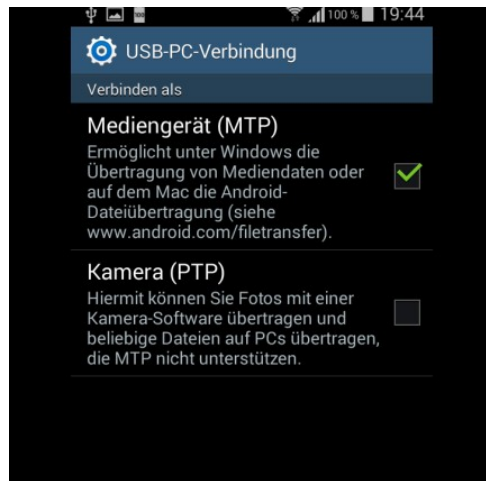 100 % 19:44
USB-PC-Verbindung
Verbinden als
Mediengerät (MTP)
Ermöglicht unter Windows die
Übertragung von Mediendaten oder
auf dem Mac die Android-
Dateiübertragung (siehe
www.android.com/filetransfer).
Kamera (PTP)
Hiermit können Sie Fotos mit einer
Kamera-Software übertragen und
beliebige Dateien auf PCs übertragen,
die MTP nicht unterstützen.